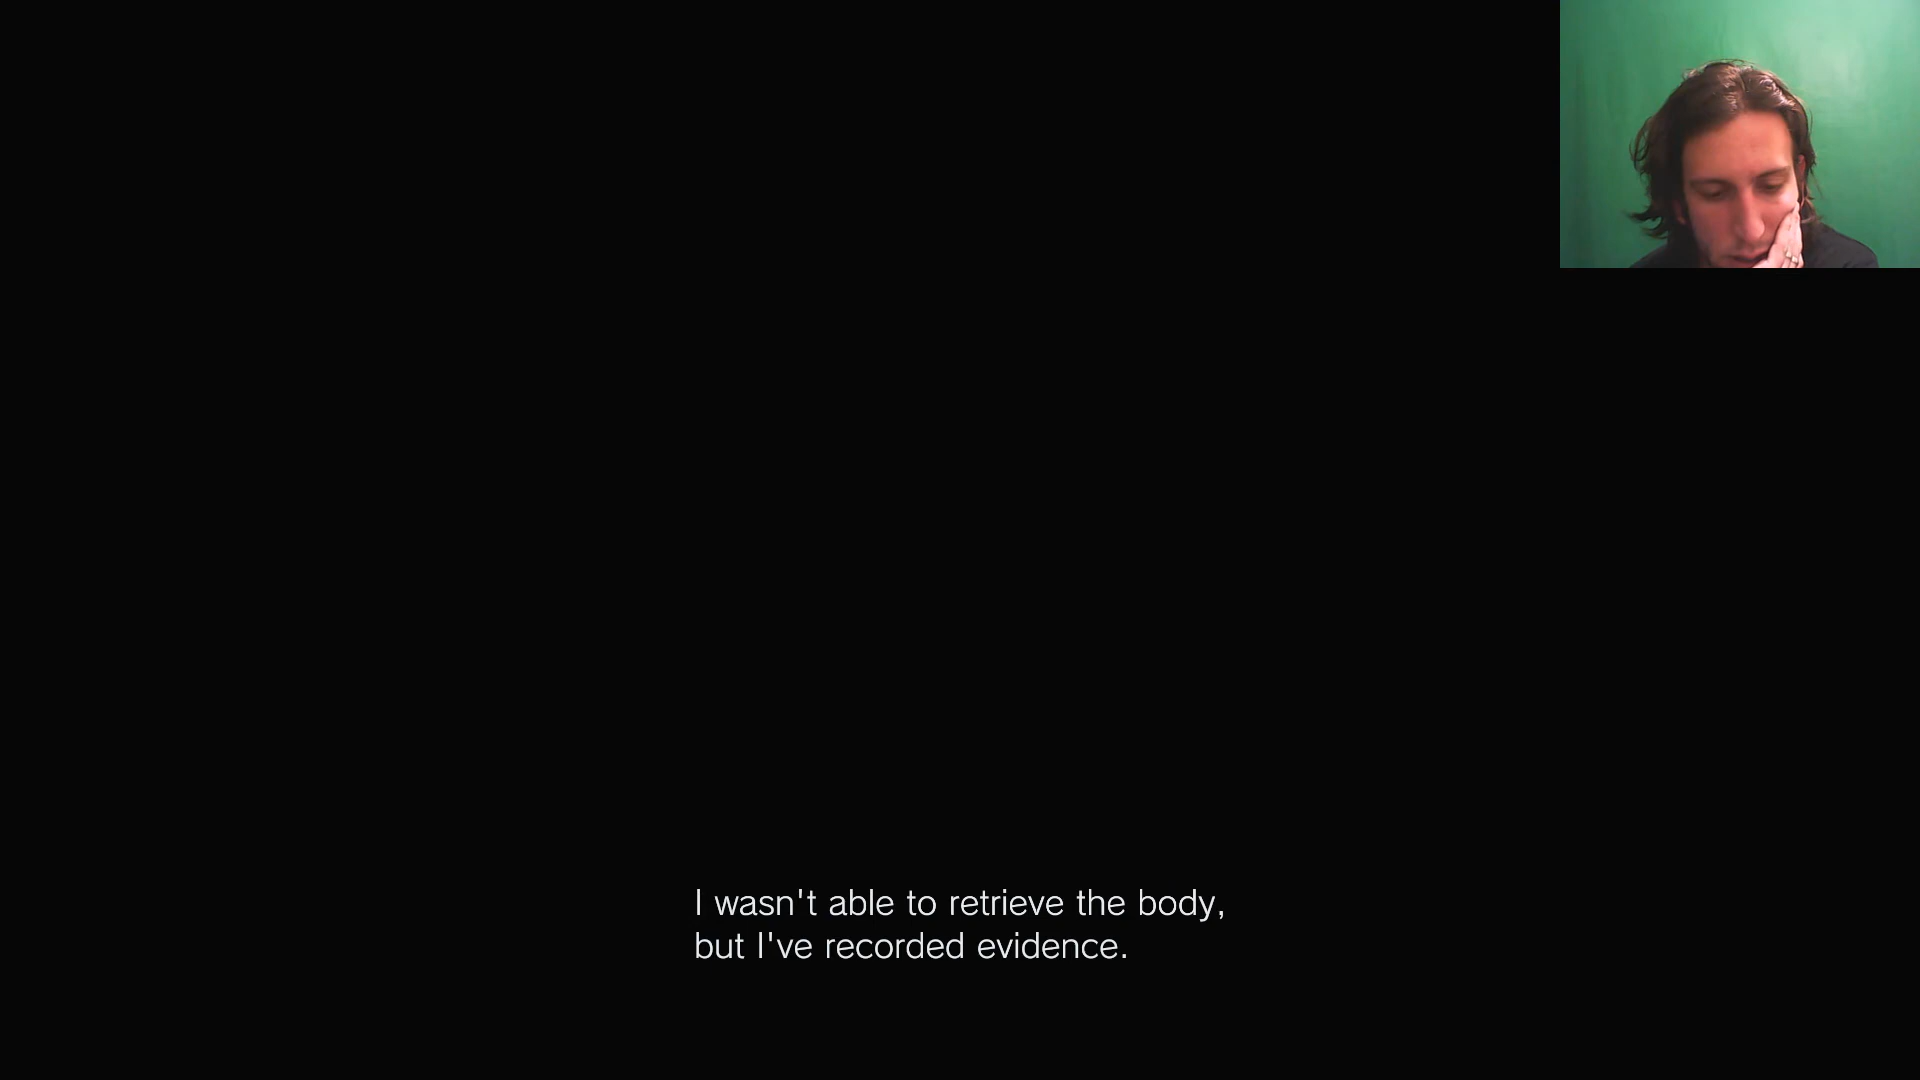 I wasn't able to retrieve the body,
but I've recorded evidence.